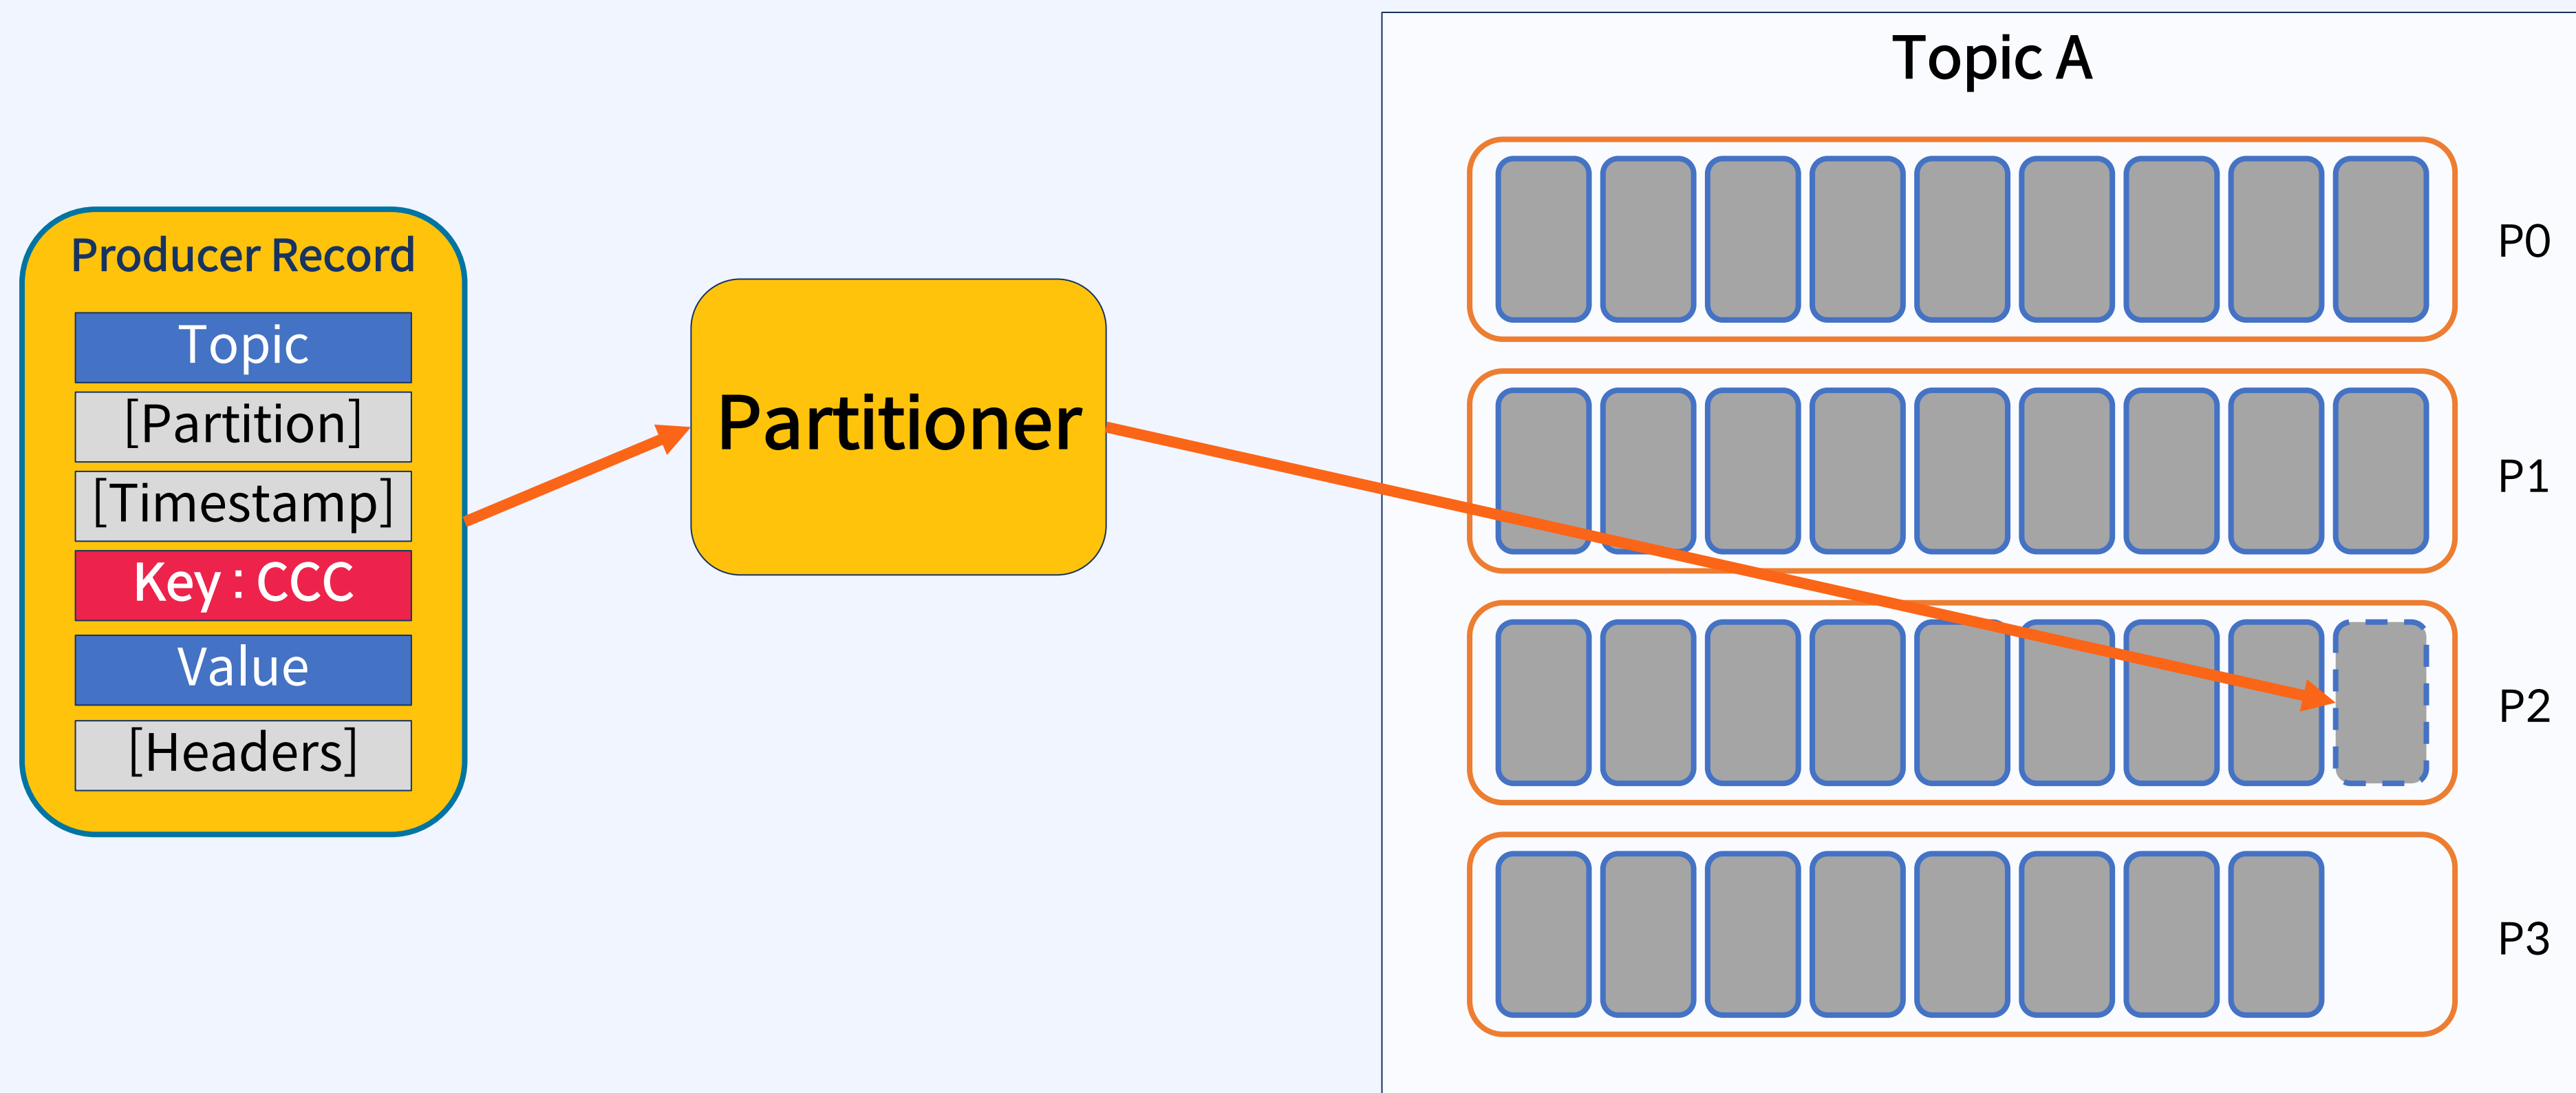 Producer Record
Topic
[Partition]
[Timestamp]
Key : CCC
Value
[Headers]
Partitioner
Topic A
P0
P1
P2
P3